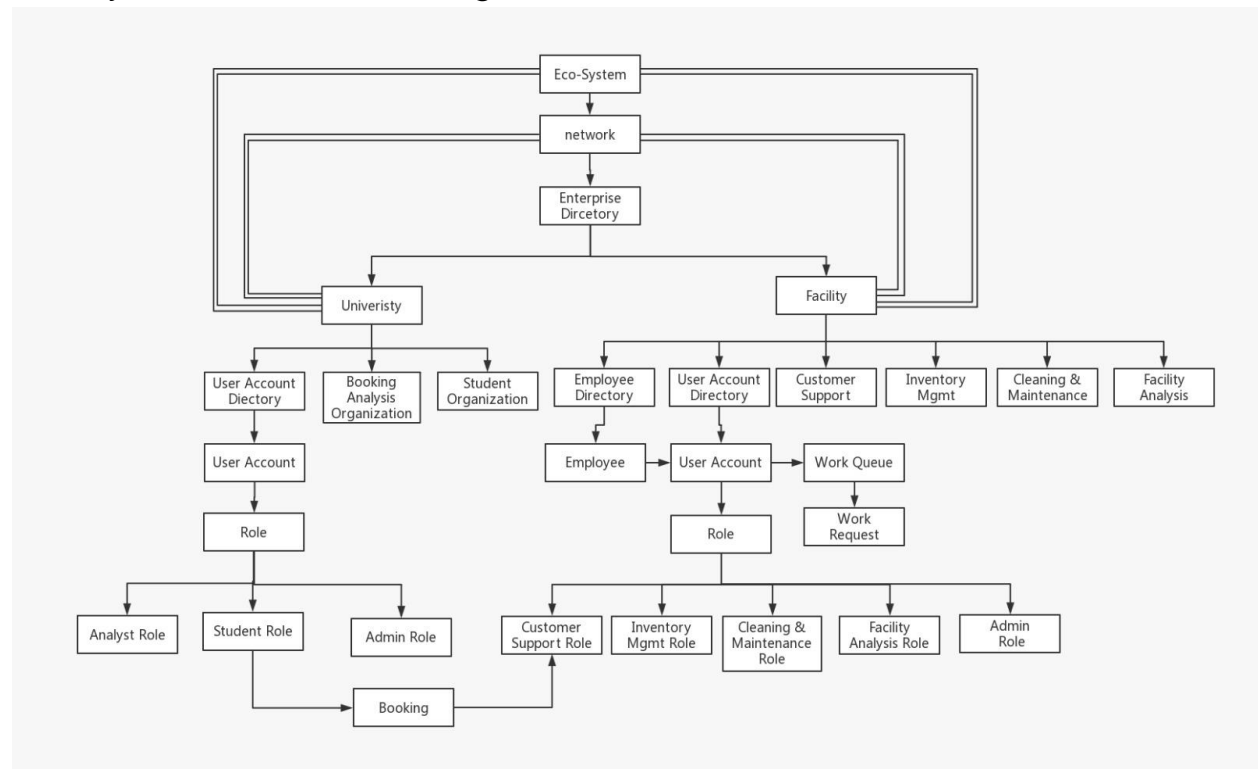 Eco-System
network
Enterprise
Dircetory
Univeristy
Facility
User Account
Diectory
Booking
Analysis
Organization
Student
Organization
Employee
Directory
User Account
Directory
Customer
Support
Inventory
Mgmt
Cleaning &
Maintenance
Facility
Analysis
User Account
Employee
User Account
Work Queue
Role
Role
Work
Request
Analyst Role
Student Role
Admin Role
Customer
Support Role
Inventory
Mgmt Role
Cleaning &
Maintenance
Role
Facility
Analysis Role
Admin
Role
Booking